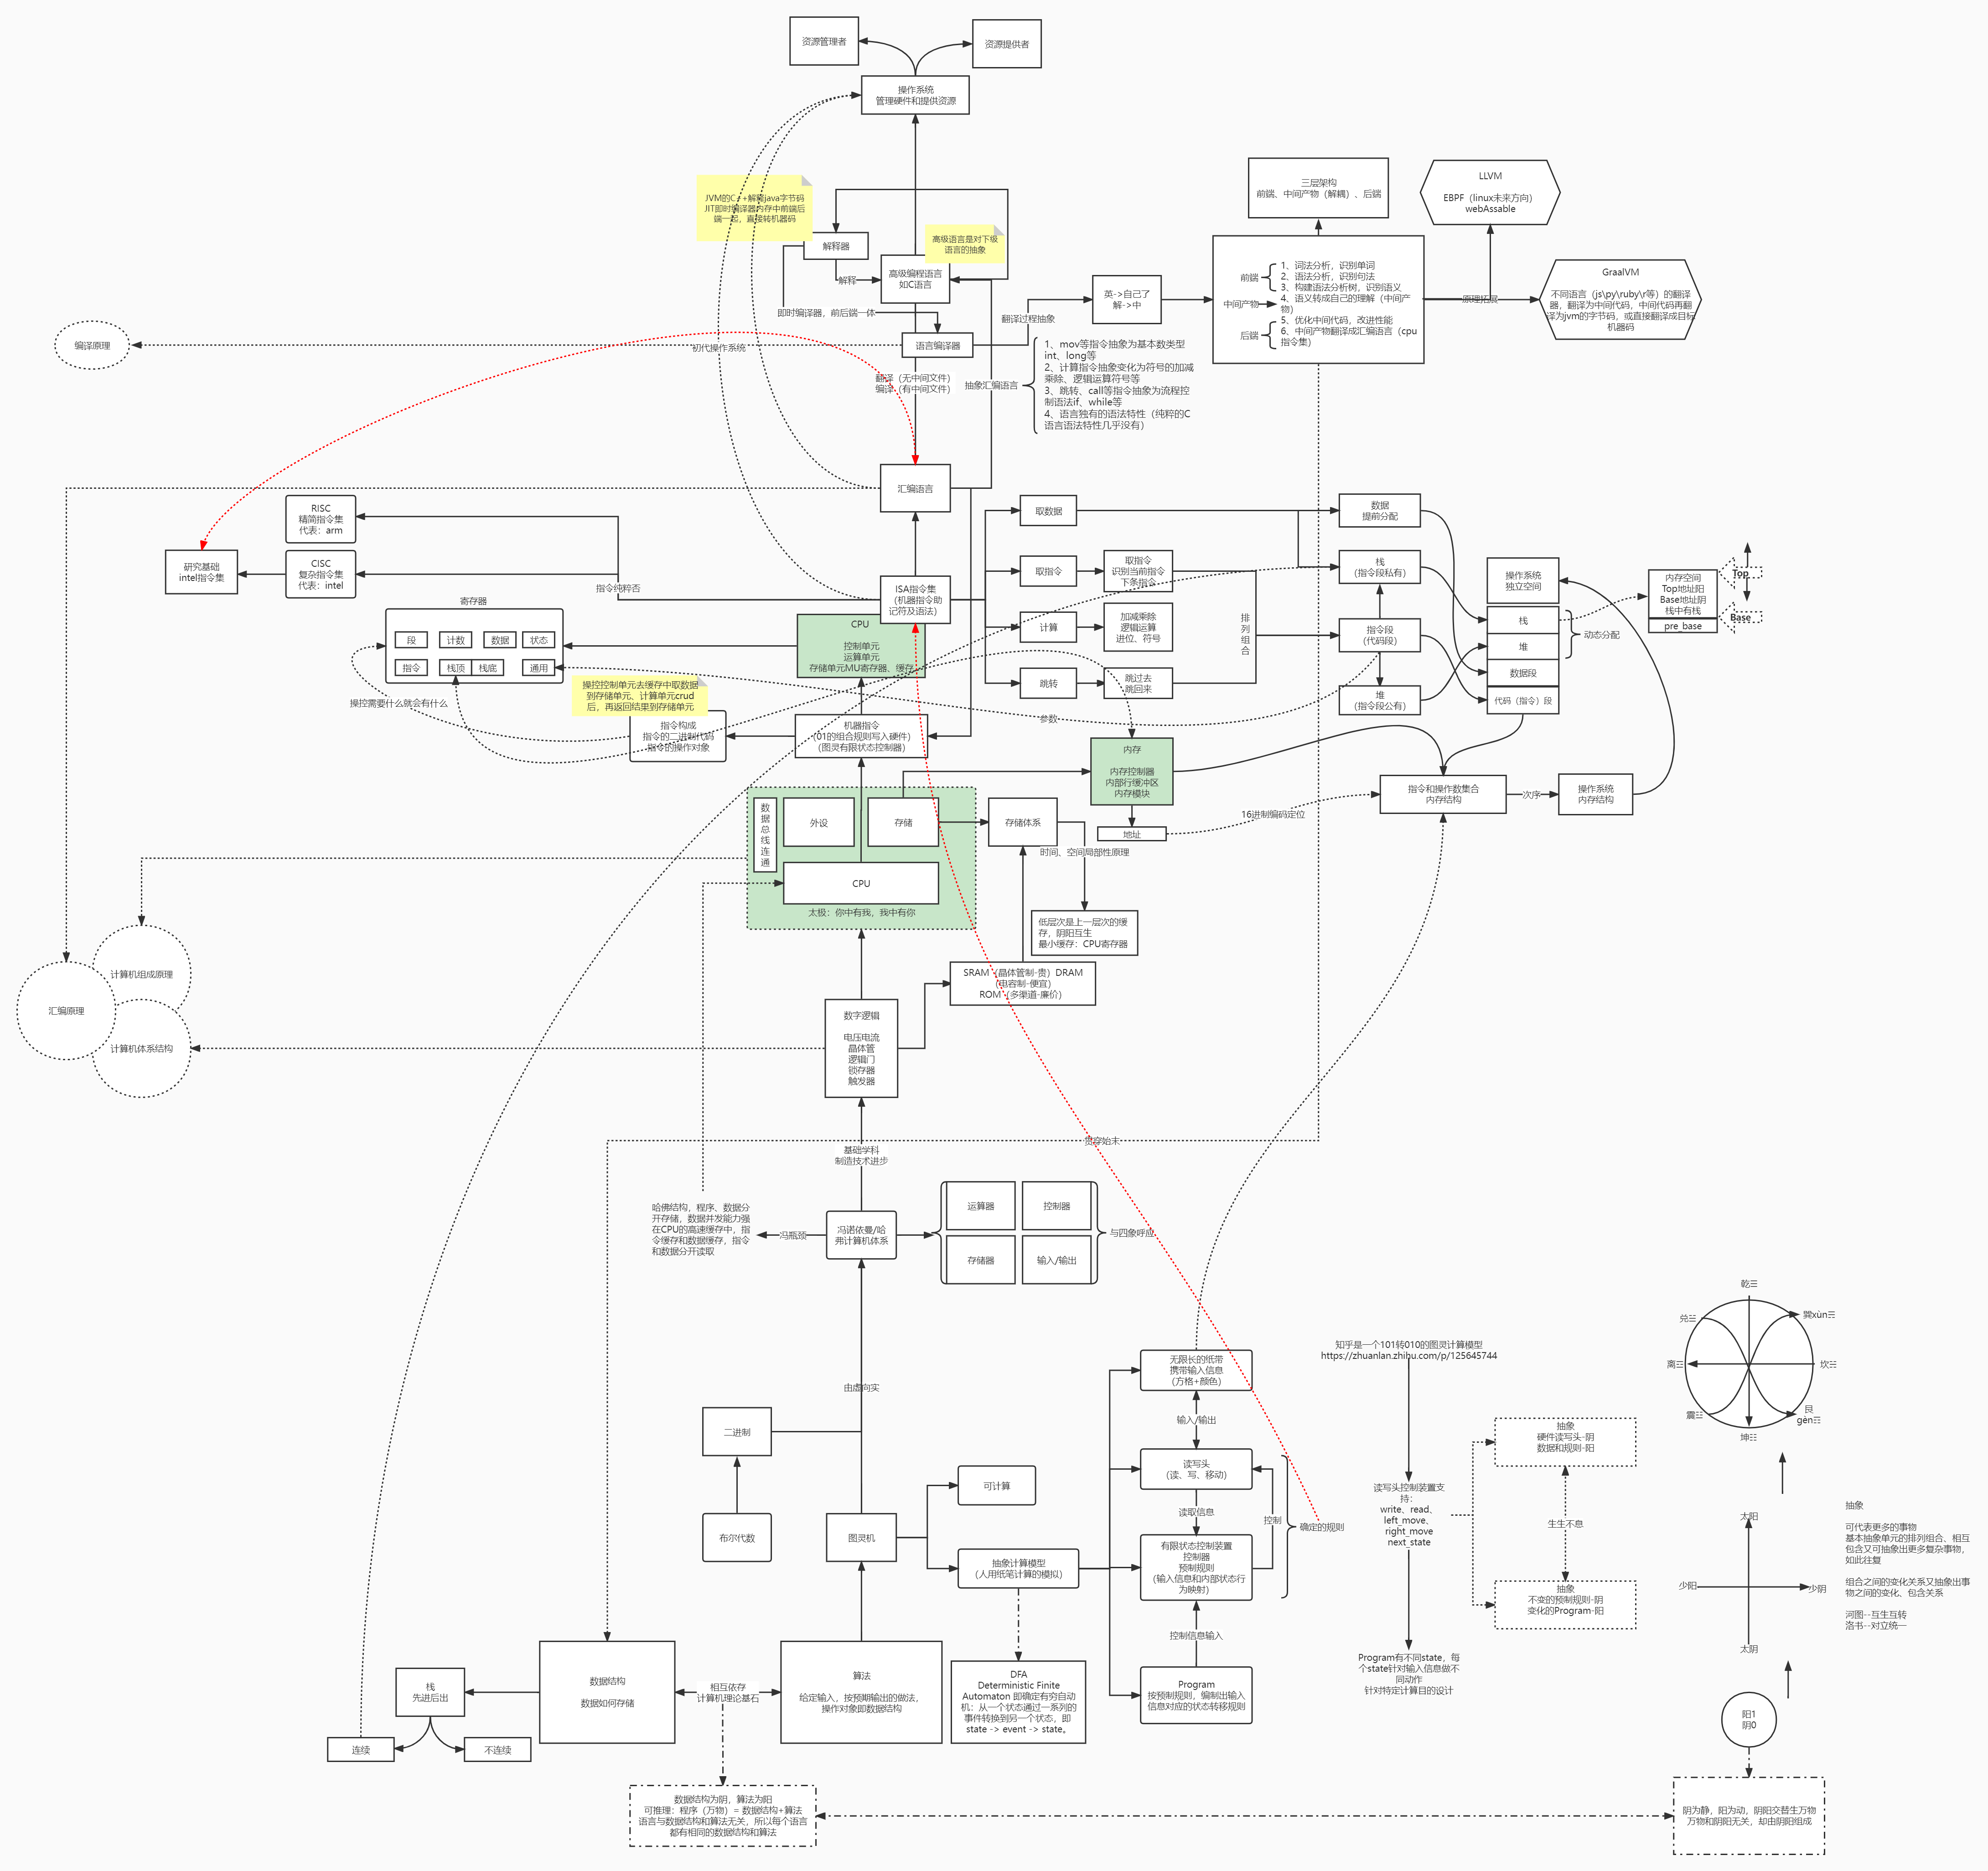 资源管理者
资源提供者
操作系统
管理硬件和提供资源
JVM的C++解释java字节码
JIT即时编译器内存中前端后
端一起，直接转机器码
解释器
高级语言是对下级
语言的抽象
解释
高级编程语言
如C语言
即时编译器，前后端一体
语言编译器
编译原理
初代操作系统
翻译（无中间文件）
编译（有中间文件）
翻译过程抽象
英->自己了
解->中
三层架构
前端、中间产物（解耦）、后端
前端
中间产物
后端
1、词法分析，识别单词
2、语法分析，识别句法
3、构建语法分析树，识别语义
4、语义转成自己的理解（中间产
物）
5、优化中间代码，改进性能
6、中间产物翻译成汇编语言（cpu
指令集）
原理拓展
LLVM
EBPF（linux未来方向）
webAssable
GraalVM
不同语言（js\py\ruby\r等）的翻译
器，翻译为中间代码，中间代码再翻
译为jvm的字节码，或直接翻译成目标
机器码
抽象汇编语言
1、mov等指令抽象为基本数类型
int、long等
2、计算指令抽象变化为符号的加减
乘除、逻辑运算符号等
3、跳转、call等指令抽象为流程控
制语法if、while等
4、语言独有的语法特性（纯粹的C
语言语法特性几乎没有）
汇编语言
RISC
精简指令集
代表：arm
CISC
复杂指令集
代表：intel
研究基础
intel指令集
指令纯粹否
ISA指令集
（机器指令助
记符及语法）
取数据
取指令
取指令
识别当前指令
下条指令
计算
加减乘除
逻辑运算
进位、符号
跳转
跳过去
跳回来
排
列
组
合
数据
提前分配
栈
（指令段私有）
指令段
（代码段）
堆
（指令段公有）
操作系统
独立空间
栈
堆
数据段
代码（指令）段
动态分配
内存空间
Top地址阳
Base地址阴
栈中有栈
pre_base
Top
Base
寄存器
段
计数
数据
状态
指令
栈顶
栈底
通用
CPU
控制单元
运算单元
存储单元MU寄存器、缓存
操控控制单元去缓存中取数据
到存储单元、计算单元crud
后，再返回结果到存储单元
操控需要什么就会有什么
指令构成
指令的二进制代码
指令的操作对象
机器指令
（01的组合规则写入硬件）
（图灵有限状态控制器）
参数
内存
内存控制器
内部行缓冲区
内存模块
地址
16进制编码定位
指令和操作数集合
内存结构
次序
操作系统
内存结构
数
据
总
线
连
通
外设
存储
CPU
太极：你中有我，我中有你
存储体系
时间、空间局部性原理
低层次是上一层次的缓
存，阴阳互生
最小缓存：CPU寄存器
SRAM（晶体管制-贵）DRAM
（电容制-便宜）
ROM（多渠道-廉价）
计算机组成原理
汇编原理
计算机体系结构
数字逻辑
电压电流
晶体管
逻辑门
锁存器
触发器
贯穿始末
基础学科
制造技术进步
哈佛结构，程序、数据分
开存储，数据并发能力强
在CPU的高速缓存中，指
令缓存和数据缓存，指令
和数据分开读取
冯瓶颈
冯诺依曼/哈
弗计算机体系
运算器
控制器
存储器
输入/输出
与四象呼应
由虚向实
二进制
布尔代数
图灵机
可计算
抽象计算模型
（人用纸笔计算的模拟）
DFA
Deterministic Finite
Automaton 即确定有穷自动
机：从一个状态通过一系列的
事件转换到另一个状态，即
state -> event -> state。
无限长的纸带
携带输入信息
（方格+颜色）
输入/输出
读写头
（读、写、移动）
读取信息
控制
确定的规则
有限状态控制装置
控制器
预制规则
（输入信息和内部状态行
为映射）
控制信息输入
Program
按预制规则，编制出输入
信息对应的状态转移规则
知乎是一个101转010的图灵计算模型
https://zhuanlan.zhihu.com/p/125645744
读写头控制装置支
持：
write、read、
left_move、
right_move
next_state
Program有不同state，每
个state针对输入信息做不
同动作
针对特定计算目的设计
抽象
硬件读写头-阴
数据和规则-阳
生生不息
抽象
不变的预制规则-阴
变化的Program-阳
乾☰
兑☱
巽xùn☴
离☲
坎☵
震☳
艮
gèn☶
坤☷
太阳
少阳
少阴
太阴
抽象
可代表更多的事物
基本抽象单元的排列组合、相互
包含又可抽象出更多复杂事物，
如此往复
组合之间的变化关系又抽象出事
物之间的变化、包含关系
河图--互生互转
洛书--对立统一
阳1
阴0
阴为静，阳为动，阴阳交替生万物
万物和阴阳无关，却由阴阳组成
栈
先进后出
连续
不连续
数据结构
数据如何存储
相互依存
计算机理论基石
算法
给定输入，按预期输出的做法，
操作对象即数据结构
数据结构为阴，算法为阳
可推理：程序（万物）= 数据结构+算法
语言与数据结构和算法无关，所以每个语言
都有相同的数据结构和算法